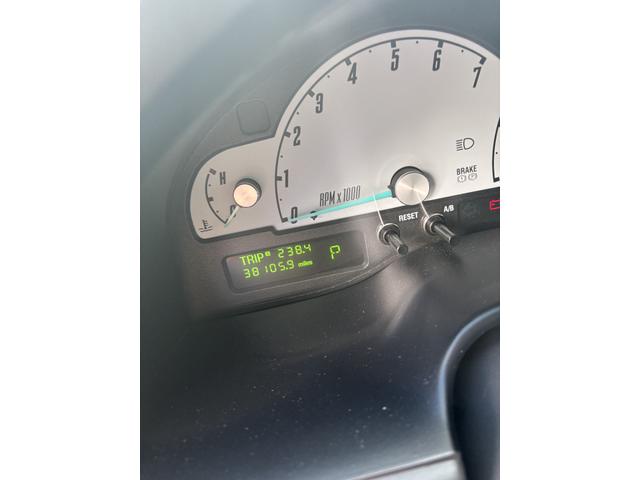 0 1 2 3 4 5 6 7
RPM x 1000
H
BRAKE
RESET
A/B
TRIP 238.4
38105.9 miles
P